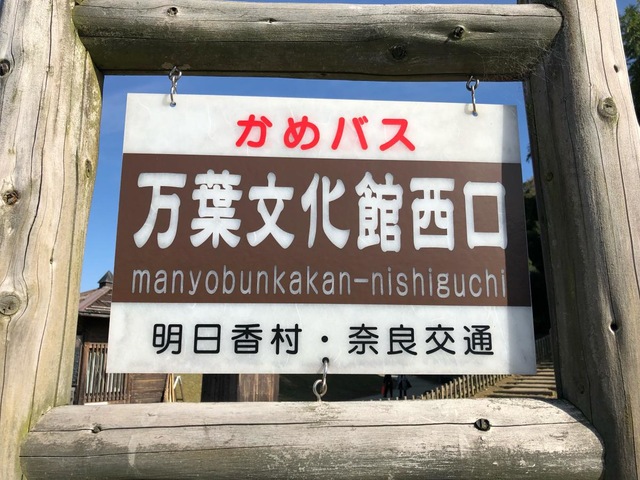 かめバス
万葉文化館西口
manyobunkakan-nishiguchi
明日香村・奈良交通